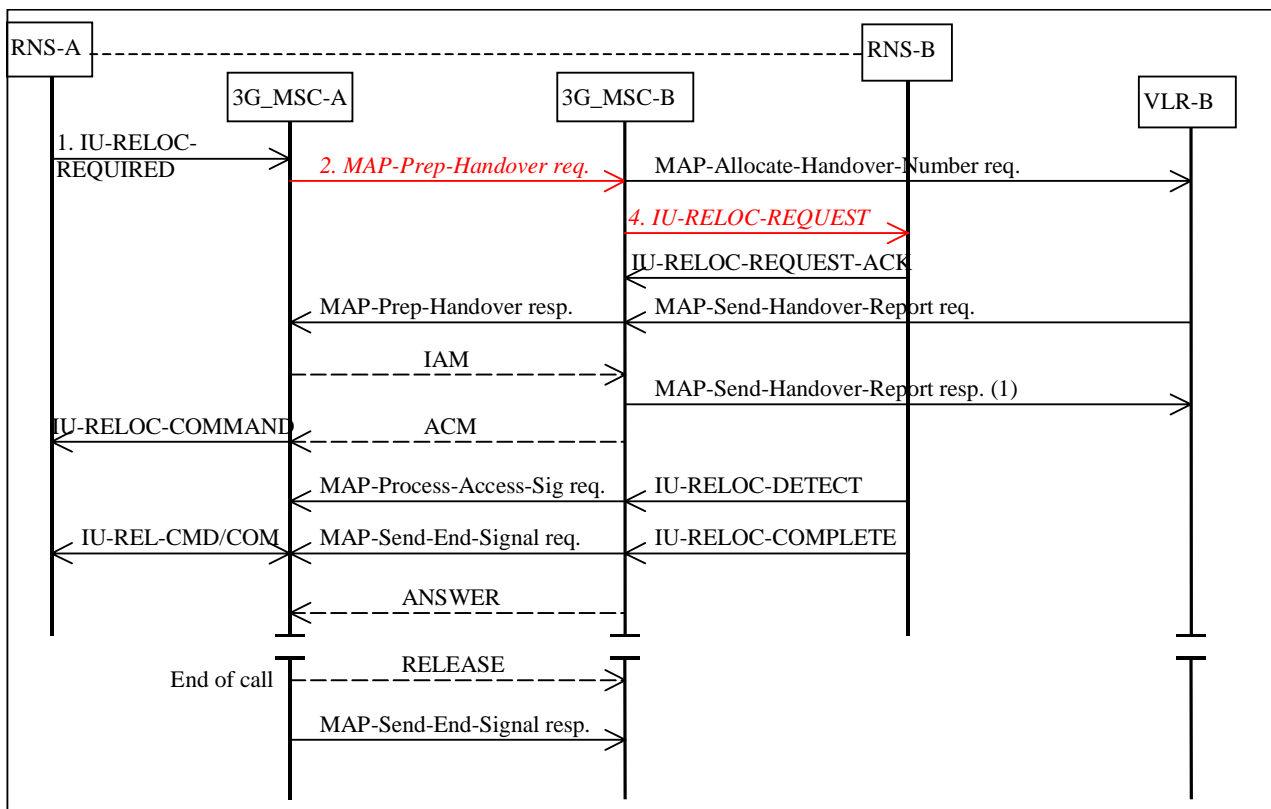 RNS-A
RNS-B
3G_MSC-A
3G_MSC-B
VLR-B
1. IU-RELOC-
REQUIRED
2. MAP-Prep-Handover req.
MAP-Allocate-Handover-Number req.
4. IU-RELOC-REQUEST
IU-RELOC-REQUEST-ACK
MAP-Prep-Handover resp.
MAP-Send-Handover-Report req.
IAM
MAP-Send-Handover-Report resp. (1)
IU-RELOC-COMMAND
ACM
MAP-Process-Access-Sig req.
IU-RELOC-DETECT
IU-REL-CMD/COM
MAP-Send-End-Signal req.
IU-RELOC-COMPLETE
ANSWER
RELEASE
End of call
MAP-Send-End-Signal resp.